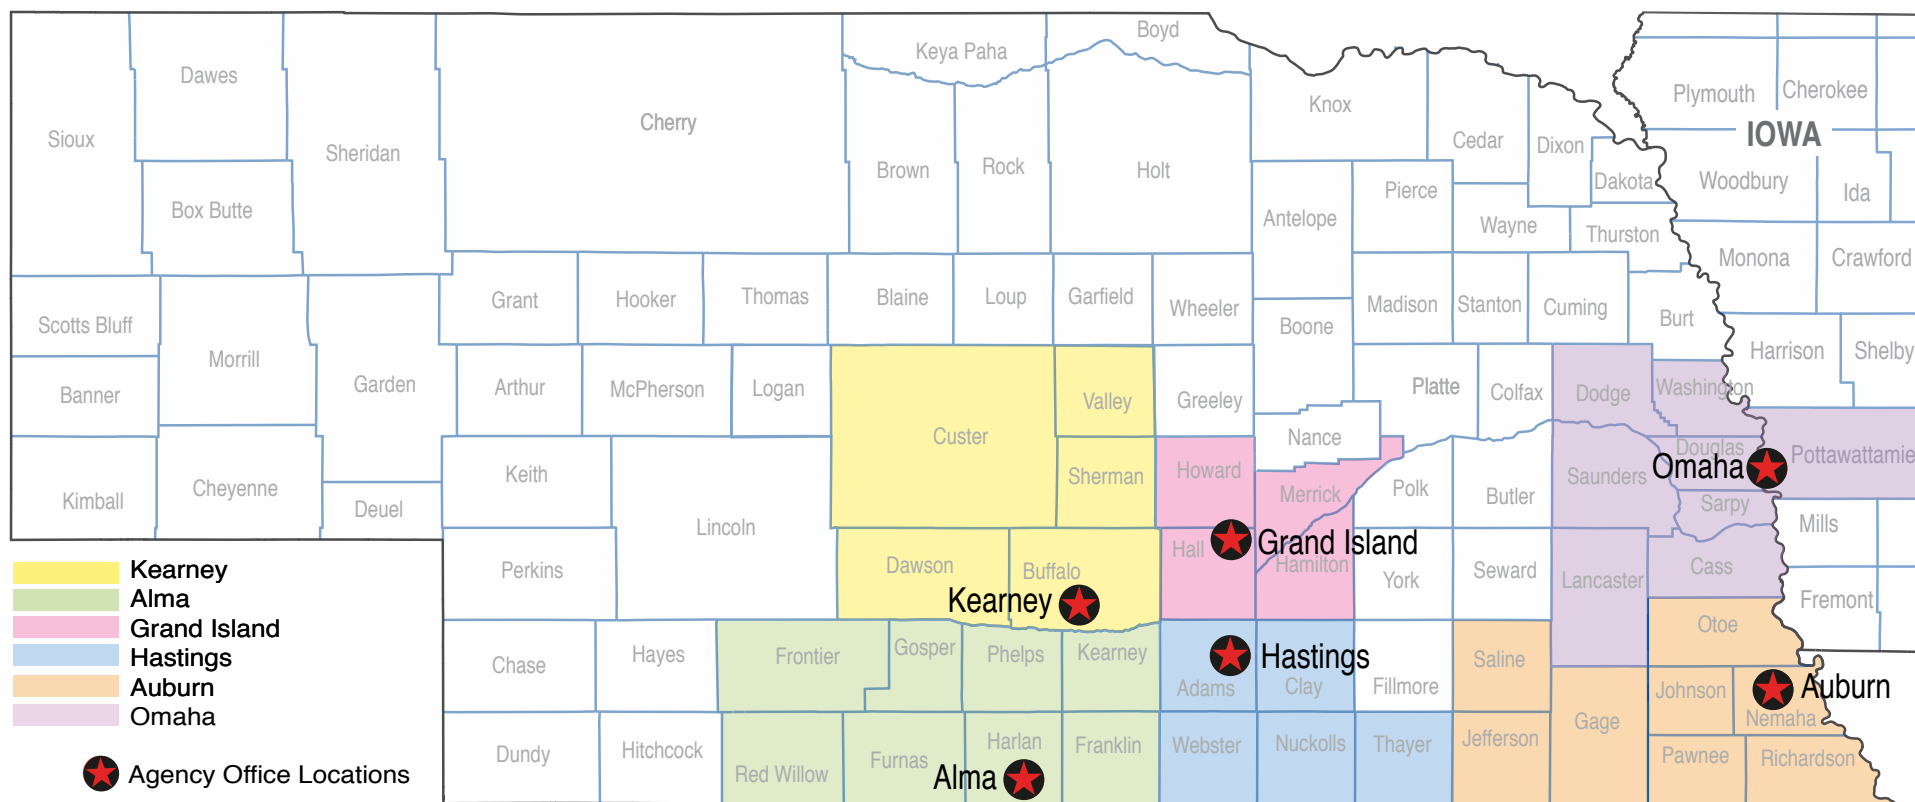 Boyd
Keya Paha
Dawes
Plymouth
Cherokee
Knox
Cherry
IOWA
Sioux
Sheridan
Cedar
Dixon
Brown
Rock
Holt
Dakota
Woodbury
Ida
Pierce
Box Butte
Antelope
Wayne
Thurston
Monona
Crawford
Grant
Hooker
Thomas
Blaine
Loup
Garfield
Wheeler
Madison
Stanton
Cuming
Burt
Scotts Bluff
Boone
Morrill
Harrison
Shelby
Garden
Arthur
McPherson
Logan
Platte
Colfax
Dodge
Washington
Banner
Valley
Greeley
Custer
Nance
Douglas
Pottawattamie
Keith
Sherman
Howard
Omaha
Saunders
Cheyenne
Kimball
Merrick
Polk
Butler
Sarpy
Deuel
Lincoln
Mills
Hall
Grand Island
Hamilton
Perkins
Dawson
Buffalo
York
Seward
Lancaster
Cass
Kearney
Fremont
Kearney
Alma
Grand Island
Hastings
Auburn
Omaha
Agency Office Locations
Otoe
Chase
Hayes
Frontier
Gosper
Phelps
Kearney
Hastings
Saline
Adams
Clay
Fillmore
Johnson
Auburn
Nemaha
Gage
Dundy
Hitchcock
Red Willow
Furnas
Harlan
Alma
Franklin
Webster
Nuckolls
Thayer
Jefferson
Pawnee
Richardson